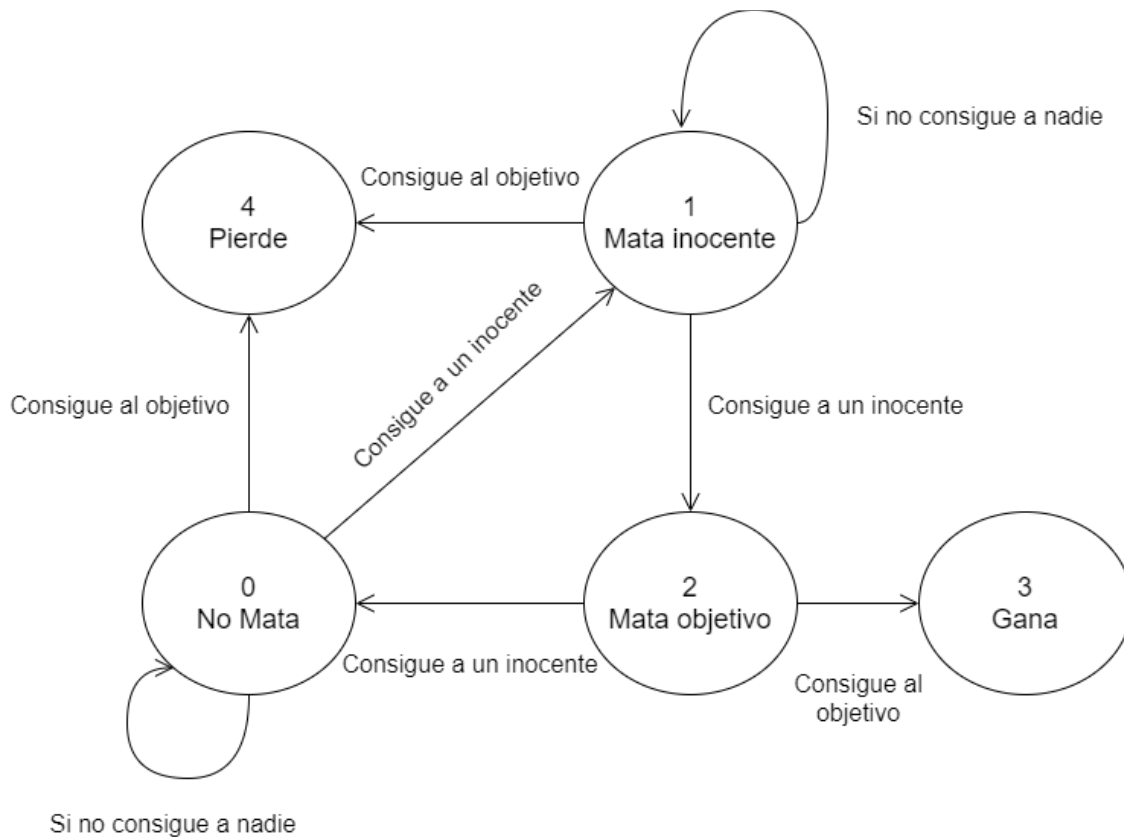 Si no consigue a nadie
Consigue al objetivo
4
Pierde
1
Mata inocente
Consigue a un inocente
Consigue al objetivo
Consigue a un inocente
0
No Mata
2
Mata objetivo
3
Gana
Consigue a un inocente
Consigue al
objetivo
Si no consigue a nadie